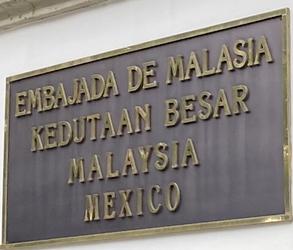 EMBAJADA DE MALASIA
KEDUTAAN BESAR
MALAYSIA
MEXICO